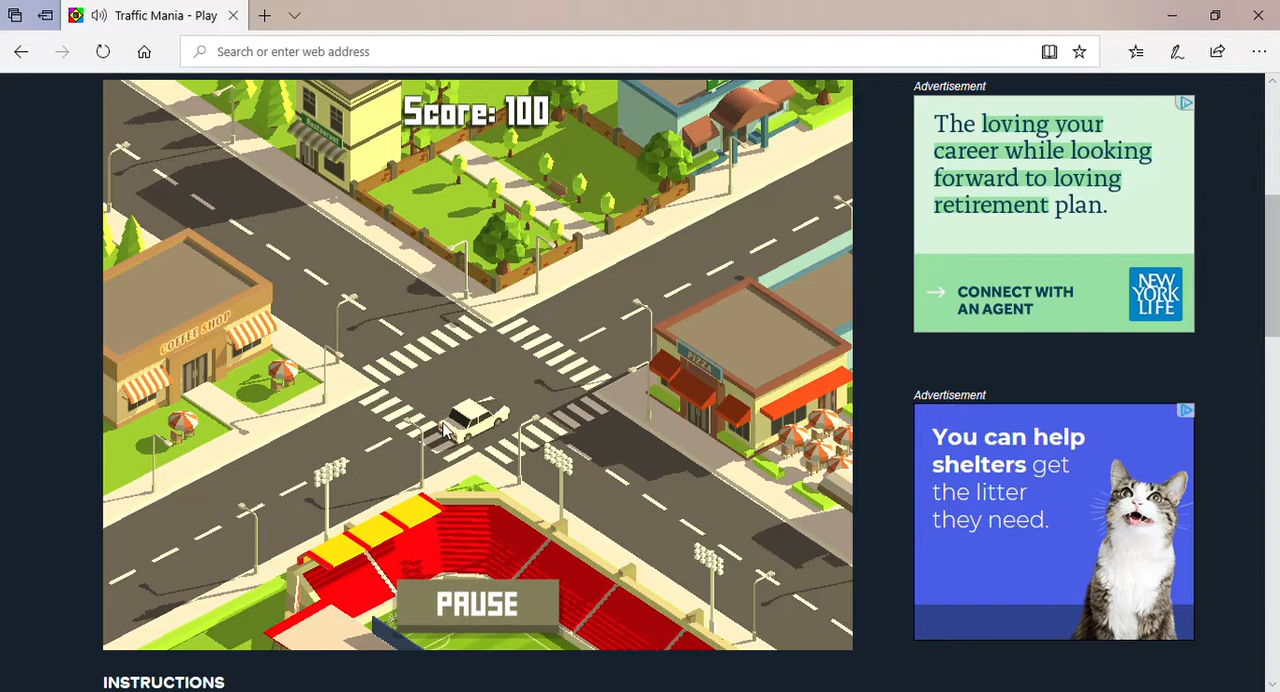 Traffic Mania - Play
Search or enter web address
Score: 100
Restaurant
COFFEE SHOP
PIZZA
PAUSE
INSTRUCTIONS
Advertisement
The loving your
career while looking
forward to loving
retirement plan.
CONNECT WITH
AN AGENT
NEW
YORK
LIFE
Advertisement
You can help
shelters get
the litter
they need.